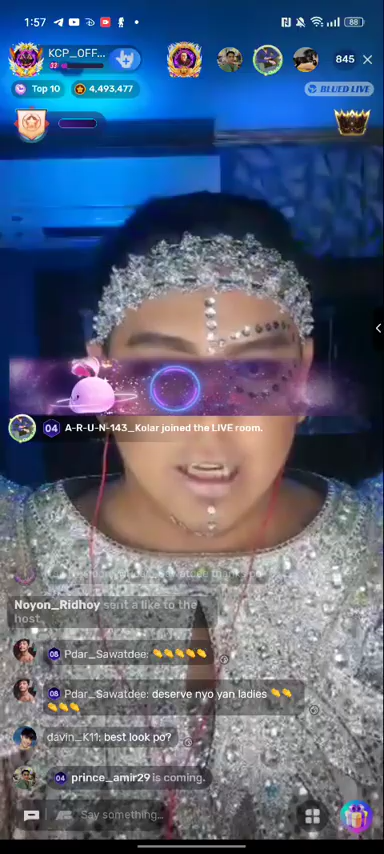 1:57
88
KCP_OFF...
33
845
Top 10
4,493,477
BLUED LIVE
04 A-R-U-N-143_Kolar joined the LIVE room.
Noyon_Ridhoy sent a like to the
host.
08 Pdar_Sawatdee: 👏👏👏👏👏
08 Pdar_Sawatdee: deserve nyo yan ladies 👏👏
👏👏👏
davin_K11: best look po?
04 prince_amir29 is coming.
Say something...